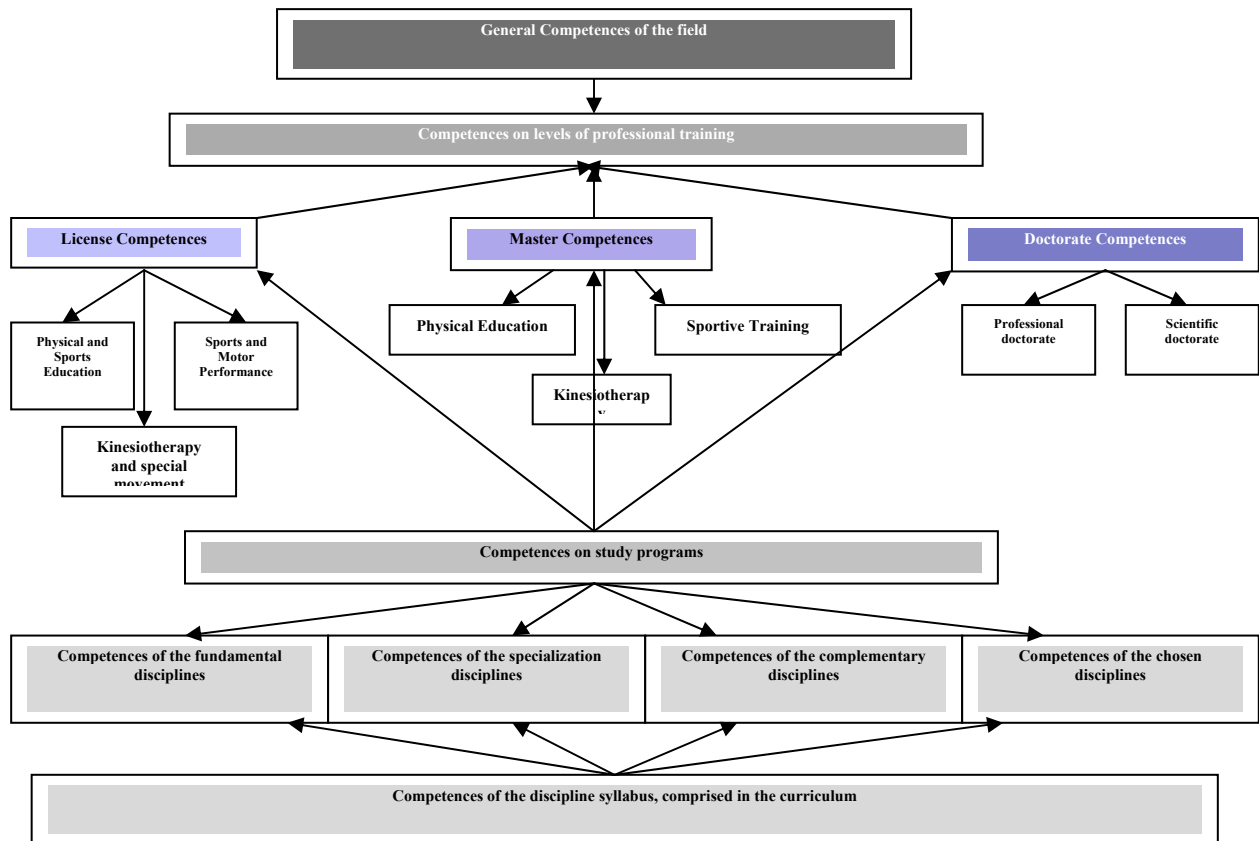 General Competences of the field
Competences on levels of professional training
License Competences
Master Competences
Doctorate Competences
Physical and
Sports
Education
Sports and
Motor
Performance
Kinesiotherapy
and special
movement
Physical Education
Sportive Training
Kinesiotherap
y
Professional
doctorate
Scientific
doctorate
Competences on study programs
Competences of the fundamental
disciplines
Competences of the specialization
disciplines
Competences of the complementary
disciplines
Competences of the chosen
disciplines
Competences of the discipline syllabus, comprised in the curriculum